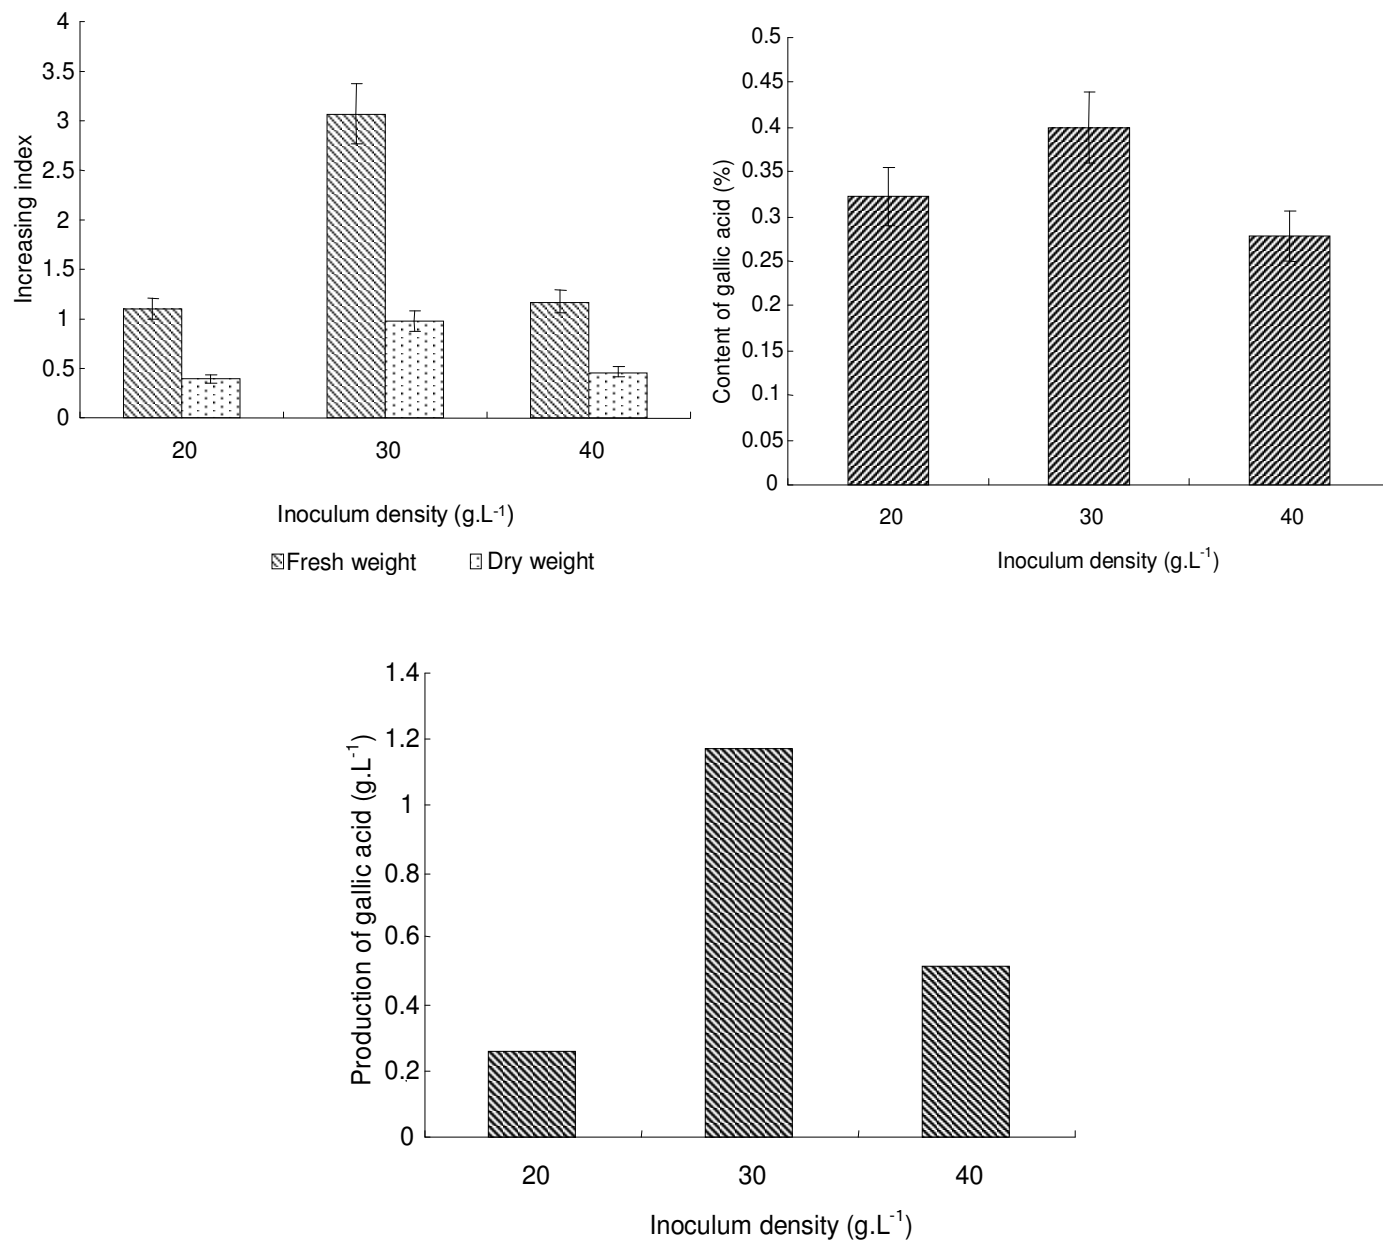 4
3.5
3
2.5
2
1.5
1
0.5
0
Increasing index
20 30 40
Inoculum density (g.L-1)
Fresh weight Dry weight
0.5
0.45
0.4
0.35
0.3
0.25
0.2
0.15
0.1
0.05
0
Content of gallic acid (%)
20 30 40
Inoculum density (g.L-1)
1.4
1.2
1
0.8
0.6
0.4
0.2
0
Production of gallic acid (g.L-1)
20 30 40
Inoculum density (g.L-1)